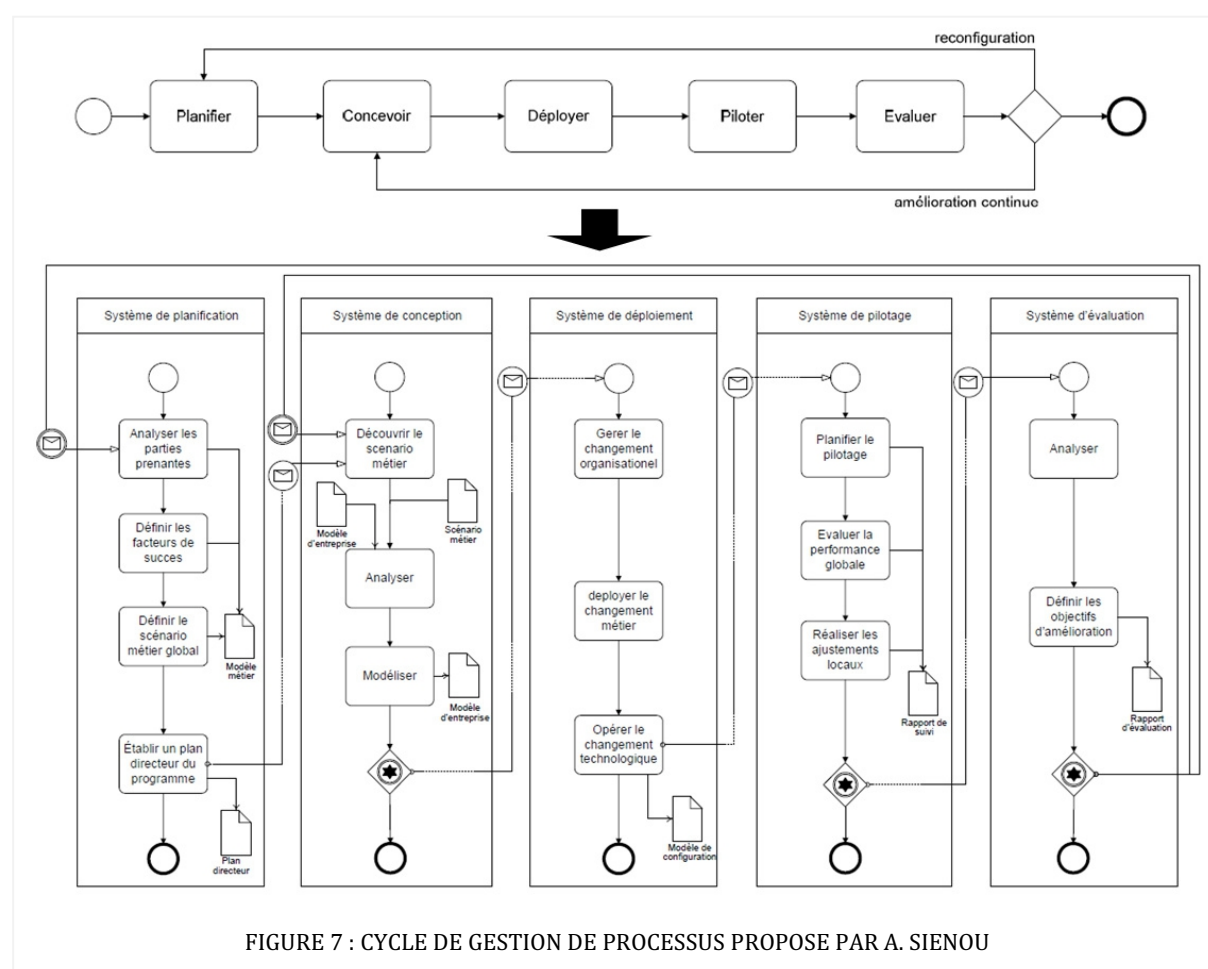 reconfiguration
Planifier
Concevoir
Déployer
Piloter
Evaluer
amélioration continue
Système de planification
Analyser les
parties
prenantes
Définir les
facteurs de
succes
Définir le
scénario
métier global
Modèle
métier
Établir un plan
directeur du
programme
Plan
directeur
Système de conception
Découvrir le
scenario
métier
Modèle
d'entreprise
Scénario
métier
Analyser
Modéliser
Modèle
d'entreprise
Système de déploiement
Gerer le
changement
organisationel
deployer le
changement
métier
Opérer le
changement
technologique
Modèle de
configuration
Système de pilotage
Planifier le
pilotage
Evaluer la
performance
globale
Réaliser les
ajustements
locaux
Rapport de
suivi
Système d'évaluation
Analyser
Définir les
objectifs
d'amélioration
Rapport
d'évaluation
FIGURE 7 : CYCLE DE GESTION DE PROCESSUS PROPOSE PAR A. SIENOU